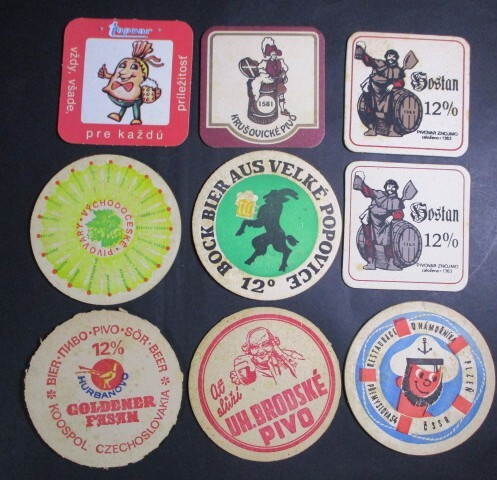 topvar
vždy, všade,
príležitosť
pre každú
1581
KRUŠOVICKÉ PIVO
Hostan
12%
PIVOVAR ZNOJMO
VÝCHODOČESKÉ • PIVOVARY •
BOCK BIER AUS VELKÉ POPOVICE
12°
Hostan
12%
PIVOVAR ZNOJMO
BIER • ПИВО • PIVO • SÖR • BEER
12%
HURBANOVO
GOLDENER
FASAN
KOOSPOL CZECHOSLOVAKIA
Ať
slouží
UH. BRODSKÉ
PIVO
RESTAURACE U NÁMOŘNÍKA
PLZEŇ
PŘEMYSLOVA 54
ČSSR